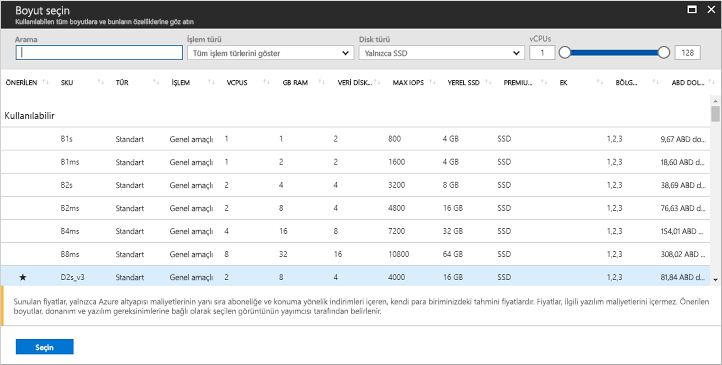 Boyut seçin
Kullanılabilen tüm boyutlara ve bunların özelliklerine göz atın
Arama İşlem türü Disk türü vCPUs
Tüm işlem türlerini göster Yalnızca SSD 1 128
ÖNERİLEN SKU TÜR İŞLEM VCPUS GB RAM VERİ DİSK... MAX IOPS YEREL SSD PREMIU... EK BÖLG... ABD DOL...
Kullanılabilir
B1s Standart Genel amaçlı 1 1 2 800 4 GB SSD 1,2,3 9,67 ABD do...
B1ms Standart Genel amaçlı 1 2 2 1600 4 GB SSD 1,2,3 18,60 ABD d...
B2s Standart Genel amaçlı 2 4 4 3200 8 GB SSD 1,2,3 38,69 ABD d...
B2ms Standart Genel amaçlı 2 8 4 4800 16 GB SSD 1,2,3 76,63 ABD d...
B4ms Standart Genel amaçlı 4 16 8 7200 32 GB SSD 1,2,3 154,01 ABD ...
B8ms Standart Genel amaçlı 8 32 16 10800 64 GB SSD 1,2,3 308,02 ABD ...
★ D2s_v3 Standart Genel amaçlı 2 8 4 4000 16 GB SSD 1,2,3 81,84 ABD d...
Sunulan fiyatlar, yalnızca Azure altyapısı maliyetlerinin yanı sıra aboneliğe ve konuma yönelik indirimleri içeren, kendi para biriminizdeki tahmini fiyatlardır. Fiyatlar, ilgili yazılım maliyetlerini içermez. Önerilen
boyutlar, donanım ve yazılım gereksinimlerine bağlı olarak seçilen görüntünün yayımcısı tarafından belirlenir.
Seçin